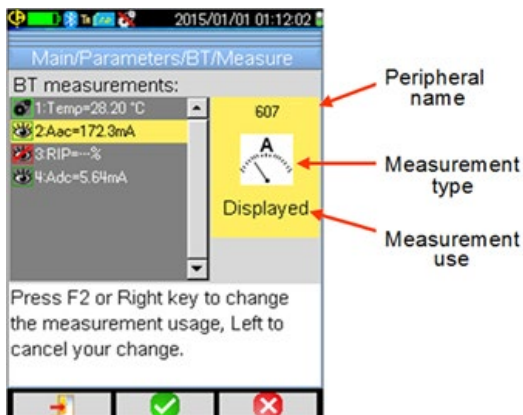 2015/01/01 01:12:02
Main/Parameters/BT/Measure
BT measurements:
1:Temp=28.20 °C
2:Aac=172.3mA
3:RIP=---%
4:Adc=5.64mA
607
A
Displayed
Press F2 or Right key to change
the measurement usage, Left to
cancel your change.
Peripheral
name
Measurement
type
Measurement
use